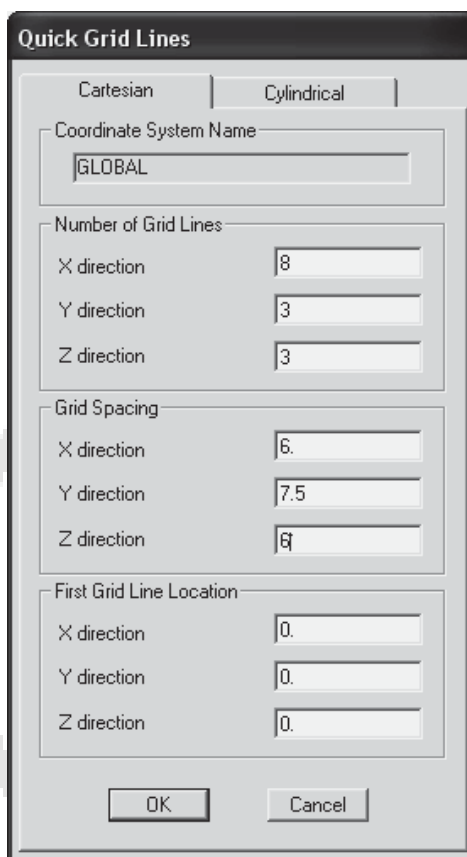 Quick Grid Lines
Cartesian Cylindrical
Coordinate System Name
GLOBAL
Number of Grid Lines
X direction 8
Y direction 3
Z direction 3
Grid Spacing
X direction 6.
Y direction 7.5
Z direction 6
First Grid Line Location
X direction 0.
Y direction 0.
Z direction 0.
OK Cancel